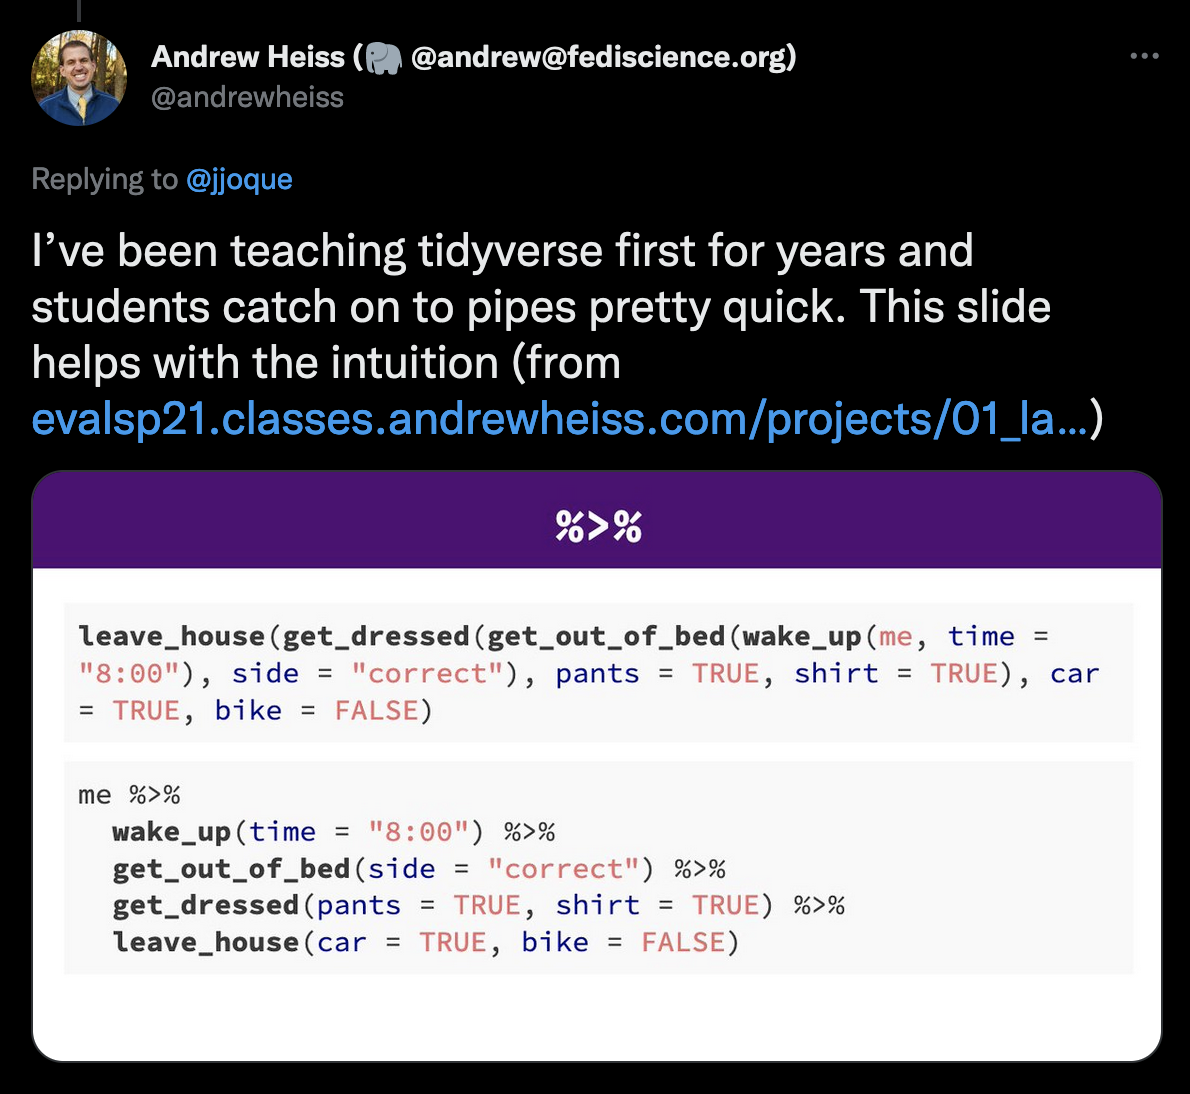 Andrew Heiss (🐘 @andrew@fediscience.org)
@andrewheiss
Replying to @jjoque
I’ve been teaching tidyverse first for years and
students catch on to pipes pretty quick. This slide
helps with the intuition (from
evalsp21.classes.andrewheiss.com/projects/01_la…)
%>%
leave_house(get_dressed(get_out_of_bed(wake_up(me, time =
"8:00"), side = "correct"), pants = TRUE, shirt = TRUE), car
= TRUE, bike = FALSE)
me %>%
  wake_up(time = "8:00") %>%
  get_out_of_bed(side = "correct") %>%
  get_dressed(pants = TRUE, shirt = TRUE) %>%
  leave_house(car = TRUE, bike = FALSE)